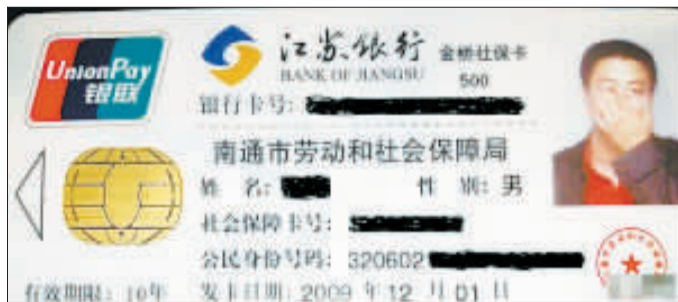 UnionPay
银联
江苏银行 金桥社保卡
BANK OF JIANGSU 500
银行卡号:
南通市劳动和社会保障局
姓 名: 性 别: 男
社会保障卡号:
公民身份号码: 320602
有效期限: 10年 发卡日期: 2009 年 12 月 01 日